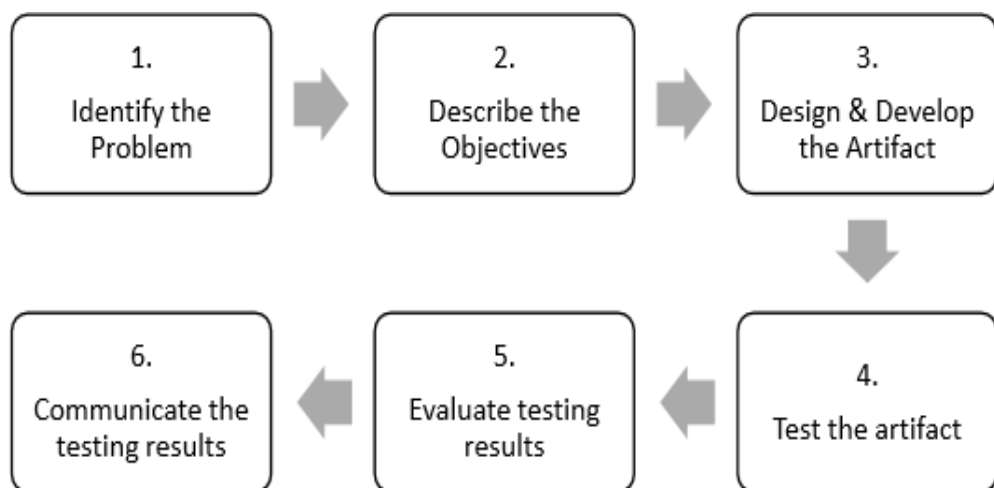 1.
Identify the
Problem
2.
Describe the
Objectives
3.
Design & Develop
the Artifact
4.
Test the artifact
5.
Evaluate testing
results
6.
Communicate the
testing results